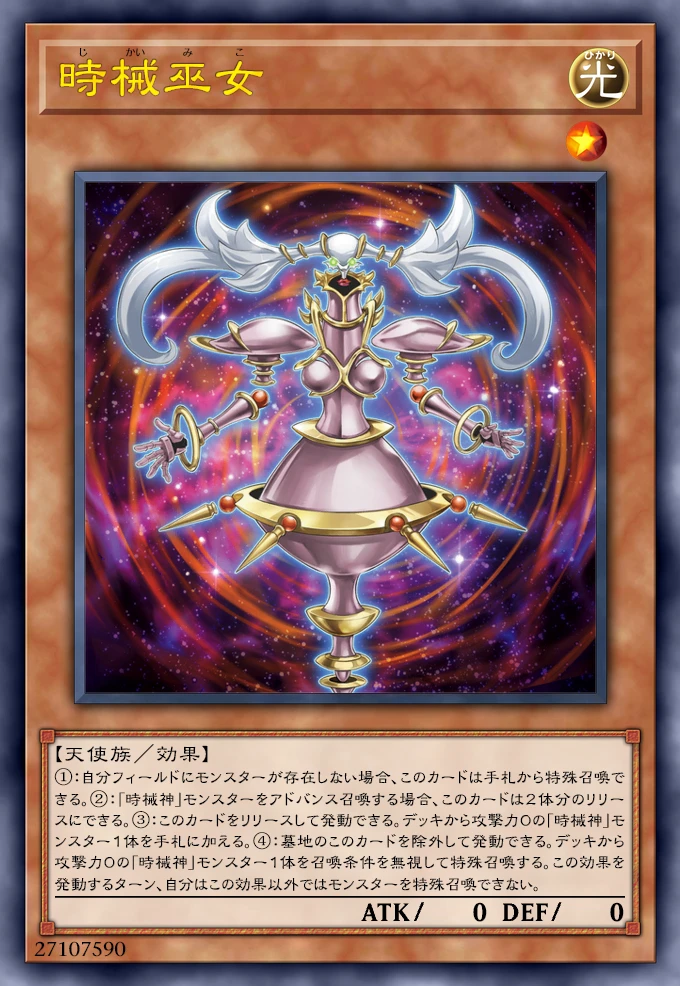 じかいみこ
時械巫女
ひかり
光
【天使族／効果】
①：自分フィールドにモンスターが存在しない場合、このカードは手札から特殊召喚で
きる。②：「時械神」モンスターをアドバンス召喚する場合、このカードは２体分のリリー
スにできる。③：このカードをリリースして発動できる。デッキから攻撃力０の「時械神」モ
ンスター１体を手札に加える。④：墓地のこのカードを除外して発動できる。デッキから
攻撃力０の「時械神」モンスター１体を召喚条件を無視して特殊召喚する。この効果を
発動するターン、自分はこの効果以外ではモンスターを特殊召喚できない。
ATK/ 0 DEF/ 0
27107590